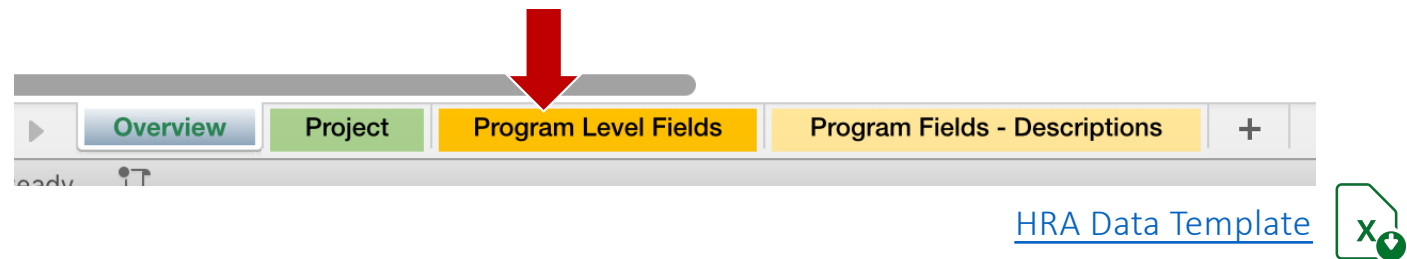 Overview Project Program Level Fields Program Fields - Descriptions +
HRA Data Template X